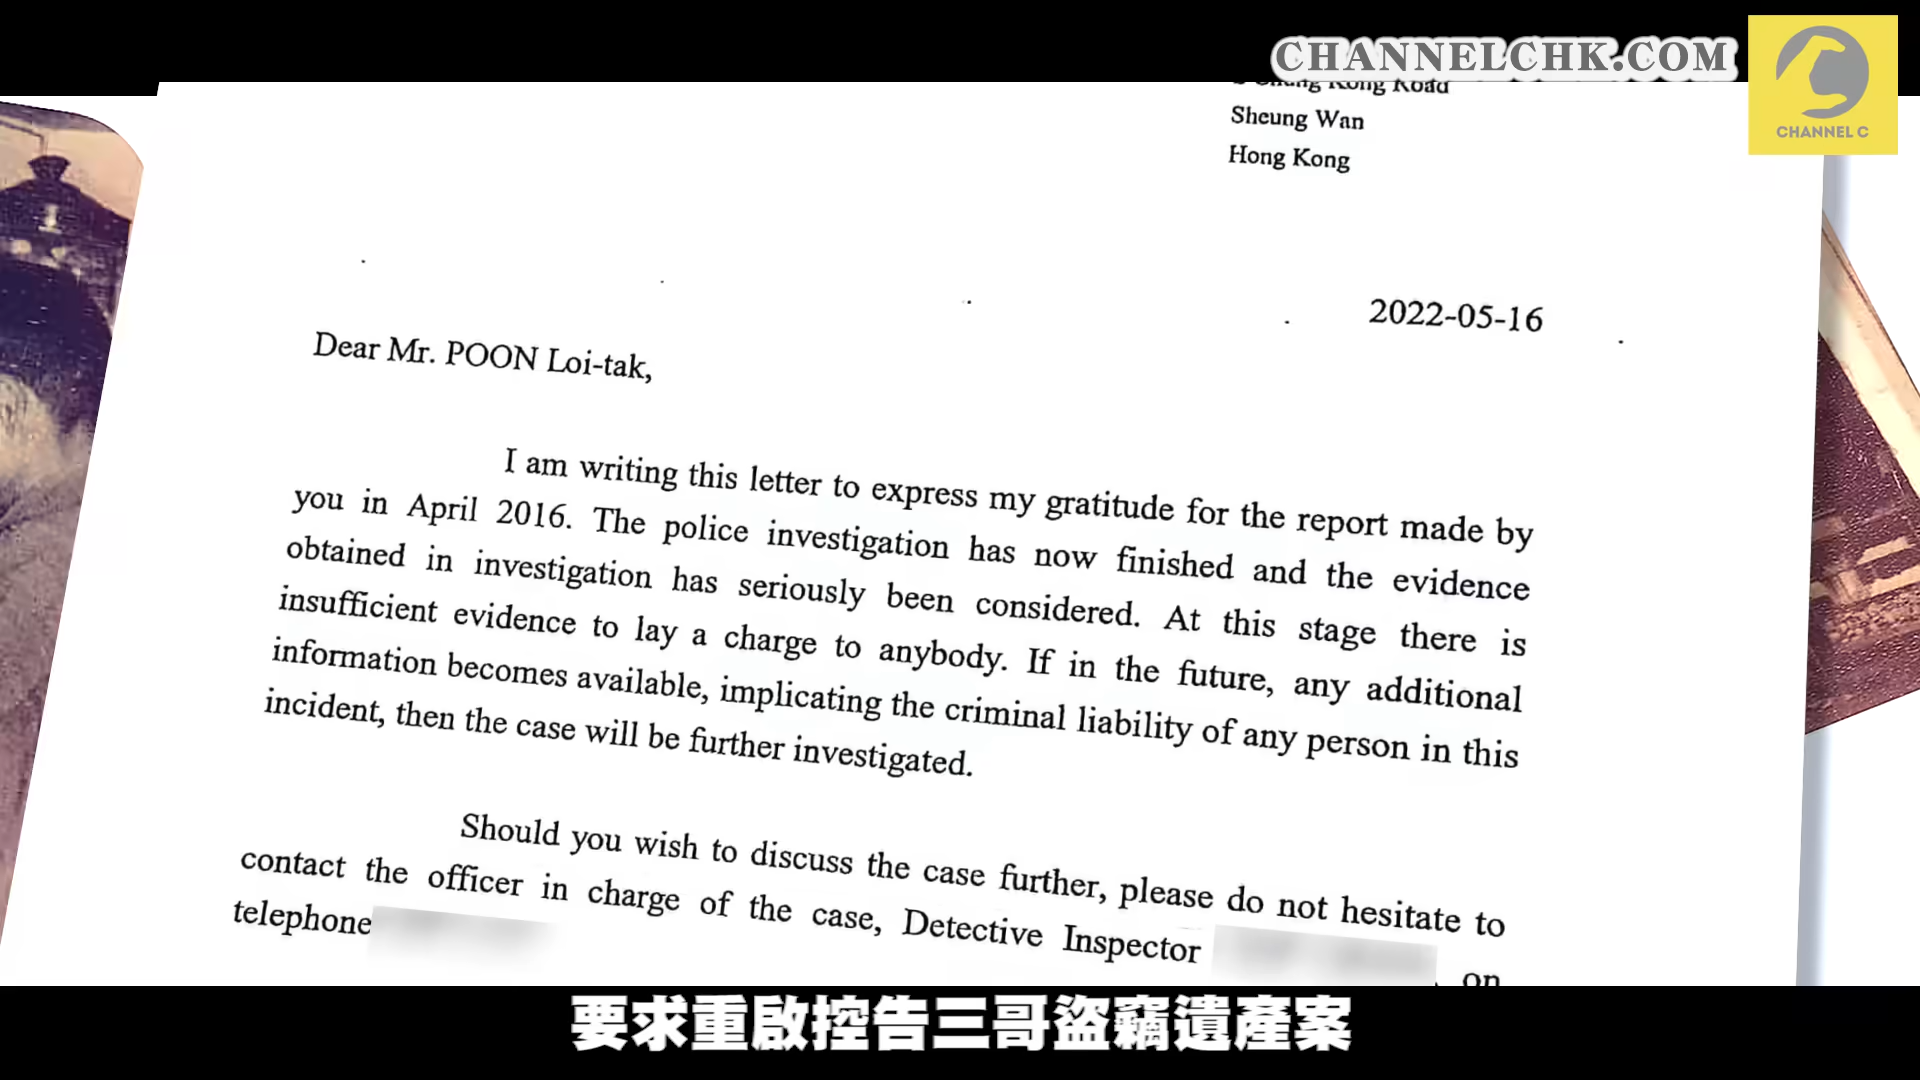 CHANNELCHK.COM
CHANNEL C
Kong Road
Sheung Wan
Hong Kong
2022-05-16
Dear Mr. POON Loi-tak,
I am writing this letter to express my gratitude for the report made by
you in April 2016. The police investigation has now finished and the evidence
obtained in investigation has seriously been considered. At this stage there is
insufficient evidence to lay a charge to anybody. If in the future, any additional
information becomes available, implicating the criminal liability of any person in this
incident, then the case will be further investigated.
Should you wish to discuss the case further, please do not hesitate to
contact the officer in charge of the case, Detective Inspector
on
telephone
要求重啟控告三哥盜竊遺產案